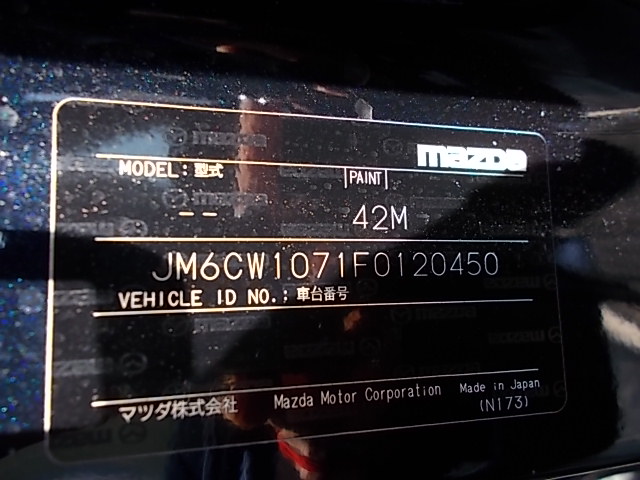 mazda
MODEL: 型式 PAINT
-- 42M
JM6CW1071F0120450
VEHICLE ID NO.; 車台番号
マツダ株式会社 Mazda Motor Corporation Made in Japan
(N173)